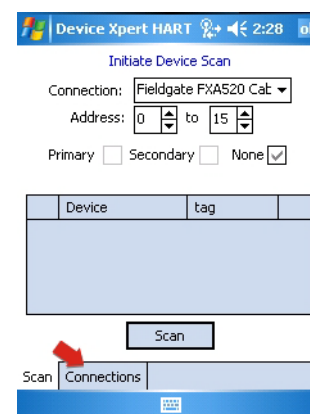 Device Xpert HART 2:28 o
Initiate Device Scan
Connection: Fieldgate FXA520 Cab
Address: 0 to 15
Primary Secondary None
Device tag
Scan
Scan Connections